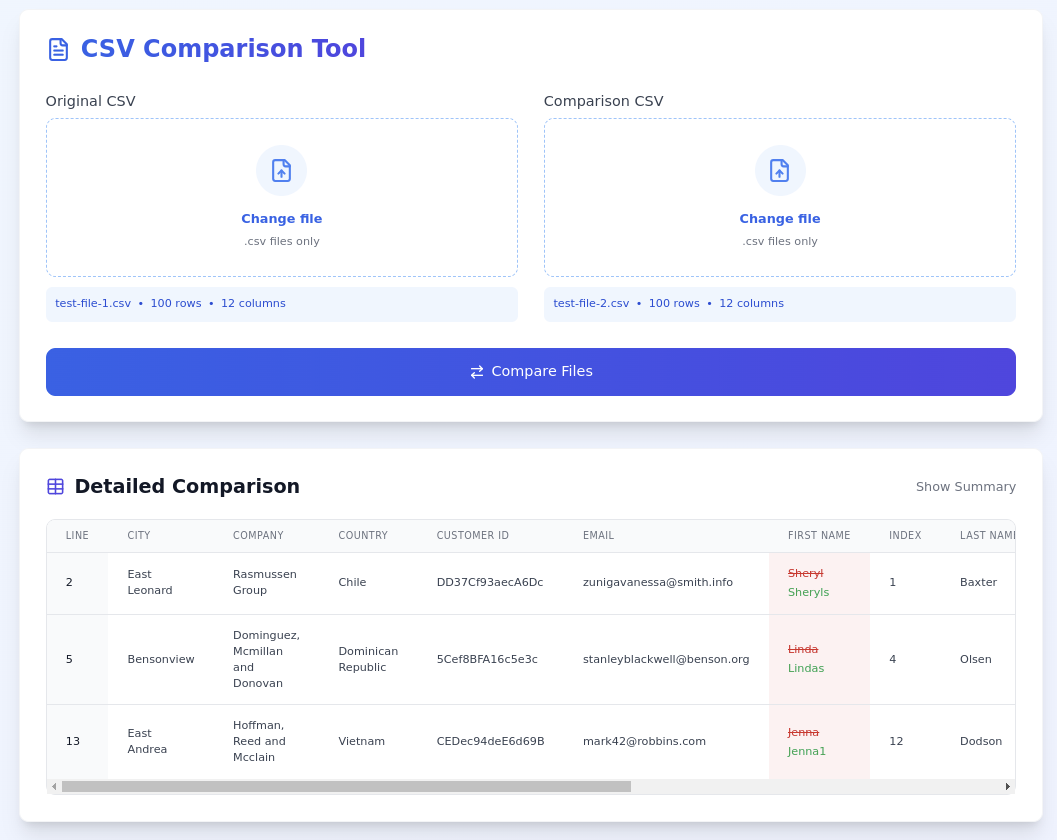 CSV Comparison Tool
Original CSV
Change file
.csv files only
test-file-1.csv • 100 rows • 12 columns
Comparison CSV
Change file
.csv files only
test-file-2.csv • 100 rows • 12 columns
Compare Files
Detailed Comparison
Show Summary
LINE CITY COMPANY COUNTRY CUSTOMER ID EMAIL FIRST NAME INDEX LAST NAME
2
East
Leonard
Rasmussen
Group
Chile
DD37Cf93aecA6Dc
zunigavanessa@smith.info
Sheryl
Sheryls
1
Baxter
5
Bensonview
Dominguez,
Mcmillan
and
Donovan
Dominican
Republic
5Cef8BFA16c5e3c
stanleyblackwell@benson.org
Linda
Lindas
4
Olsen
13
East
Andrea
Hoffman,
Reed and
Mcclain
Vietnam
CEDec94deE6d69B
mark42@robbins.com
Jenna
Jenna1
12
Dodson